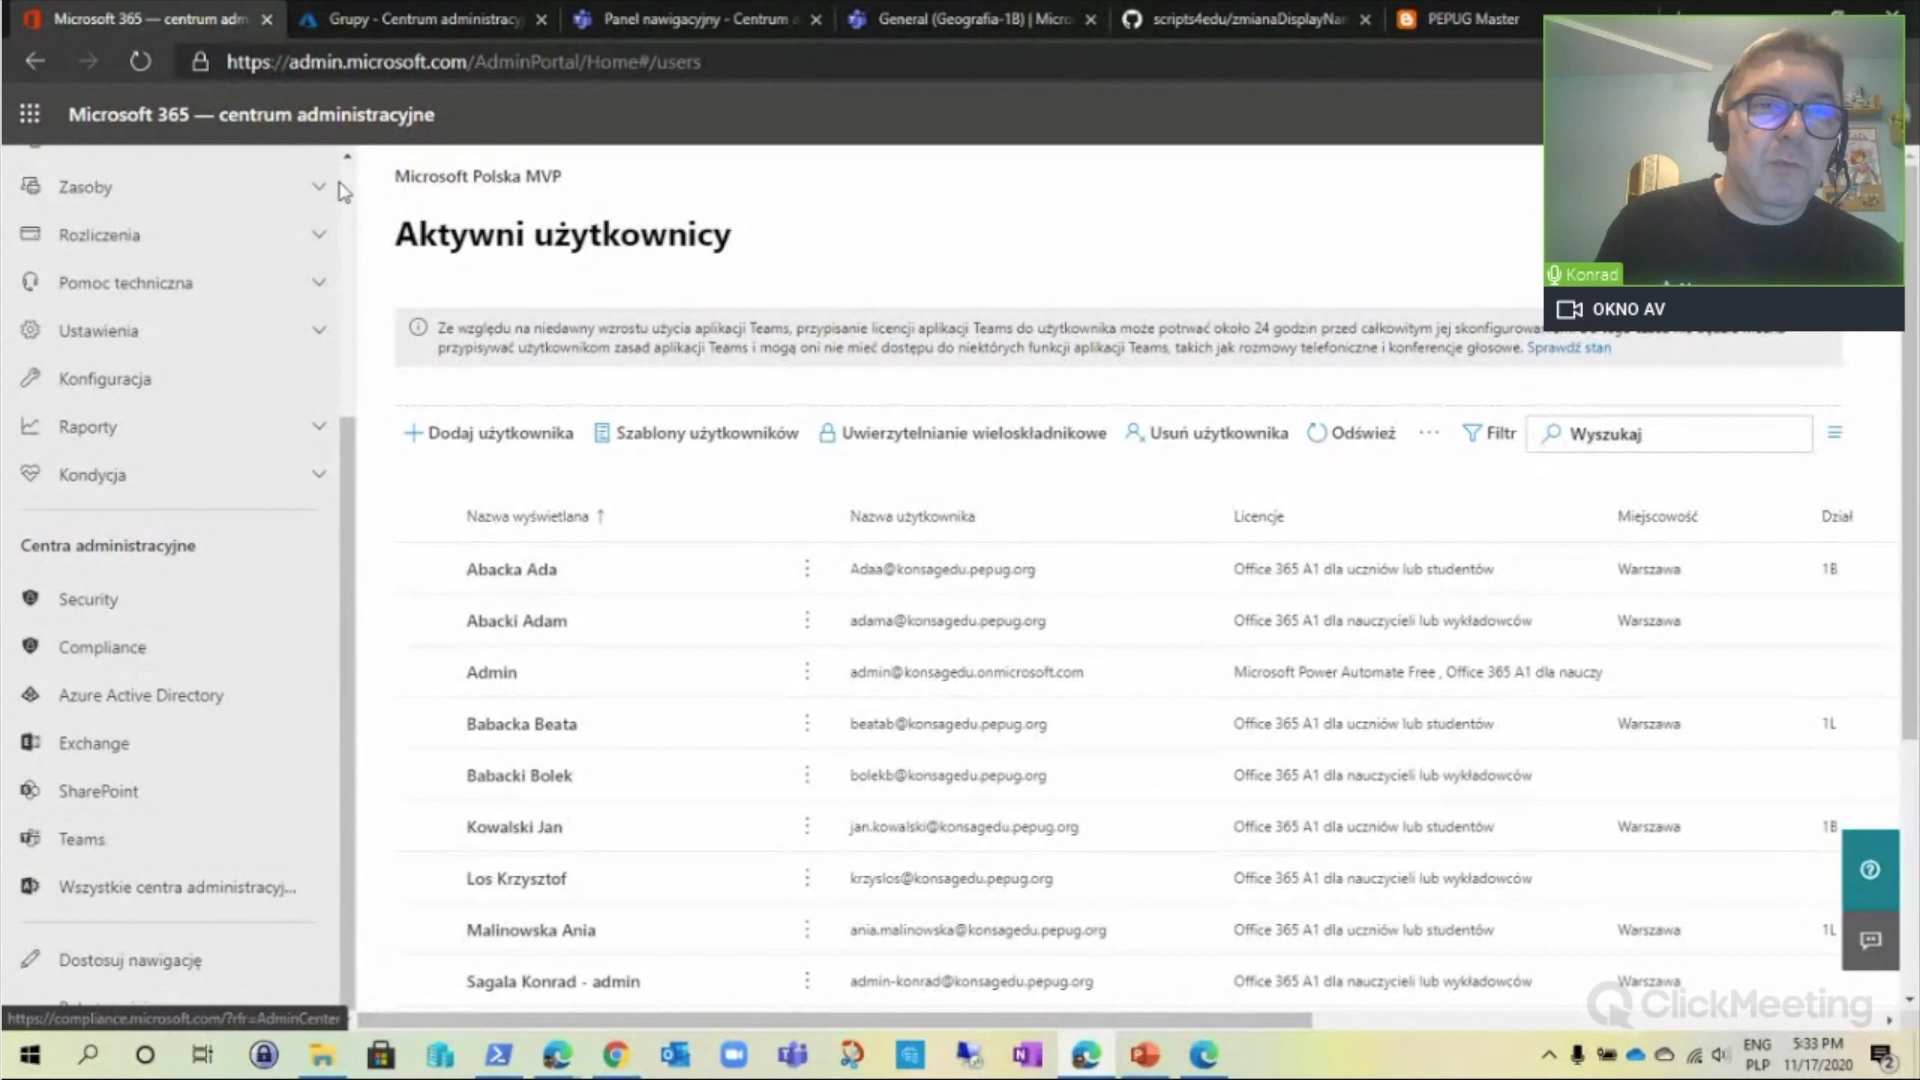 Microsoft 365 — centrum adm
Grupy - Centrum administracy
Panel nawigacyjny - Centrum
General (Geografia-1B) | Micro
scripts4edu/zmianaDisplayNa
PEPUG Master
https://admin.microsoft.com/AdminPortal/Home#/users
Microsoft 365 — centrum administracyjne
Zasoby
Rozliczenia
Pomoc techniczna
Ustawienia
Konfiguracja
Raporty
Kondycja
Centra administracyjne
Security
Compliance
Azure Active Directory
Exchange
SharePoint
Teams
Wszystkie centra administracyj...
Dostosuj nawigację
https://compliance.microsoft.com/?rfr=AdminCenter
Microsoft Polska MVP
Aktywni użytkownicy
Ze względu na niedawny wzrostu użycia aplikacji Teams, przypisanie licencji aplikacji Teams do użytkownika może potrwać około 24 godzin przed całkowitym jej skonfigurowa
przypisywać użytkownikom zasad aplikacji Teams i mogą oni nie mieć dostępu do niektórych funkcji aplikacji Teams, takich jak rozmowy telefoniczne i konferencje głosowe. Sprawdź stan
Dodaj użytkownika Szablony użytkowników Uwierzytelnianie wieloskładnikowe Usuń użytkownika Odśwież ... Filtr Wyszukaj
Nazwa wyświetlana ↑ Nazwa użytkownika Licencje Miejscowość Dział
Abacka Ada Adaa@konsagedu.pepug.org Office 365 A1 dla uczniów lub studentów Warszawa 1B
Abacki Adam adama@konsagedu.pepug.org Office 365 A1 dla nauczycieli lub wykładowców Warszawa
Admin admin@konsagedu.onmicrosoft.com Microsoft Power Automate Free , Office 365 A1 dla nauczy
Babacka Beata beatab@konsagedu.pepug.org Office 365 A1 dla uczniów lub studentów Warszawa 1L
Babacki Bolek bolekb@konsagedu.pepug.org Office 365 A1 dla nauczycieli lub wykładowców
Kowalski Jan jan.kowalski@konsagedu.pepug.org Office 365 A1 dla uczniów lub studentów Warszawa 1B
Los Krzysztof krzyslos@konsagedu.pepug.org Office 365 A1 dla nauczycieli lub wykładowców
Malinowska Ania ania.malinowska@konsagedu.pepug.org Office 365 A1 dla uczniów lub studentów Warszawa 1L
Sagala Konrad - admin admin-konrad@konsagedu.pepug.org Office 365 A1 dla nauczycieli lub wykładowców Warszawa
Konrad
OKNO AV
ClickMeeting
ENG 5:33 PM
PLP 11/17/2020
2